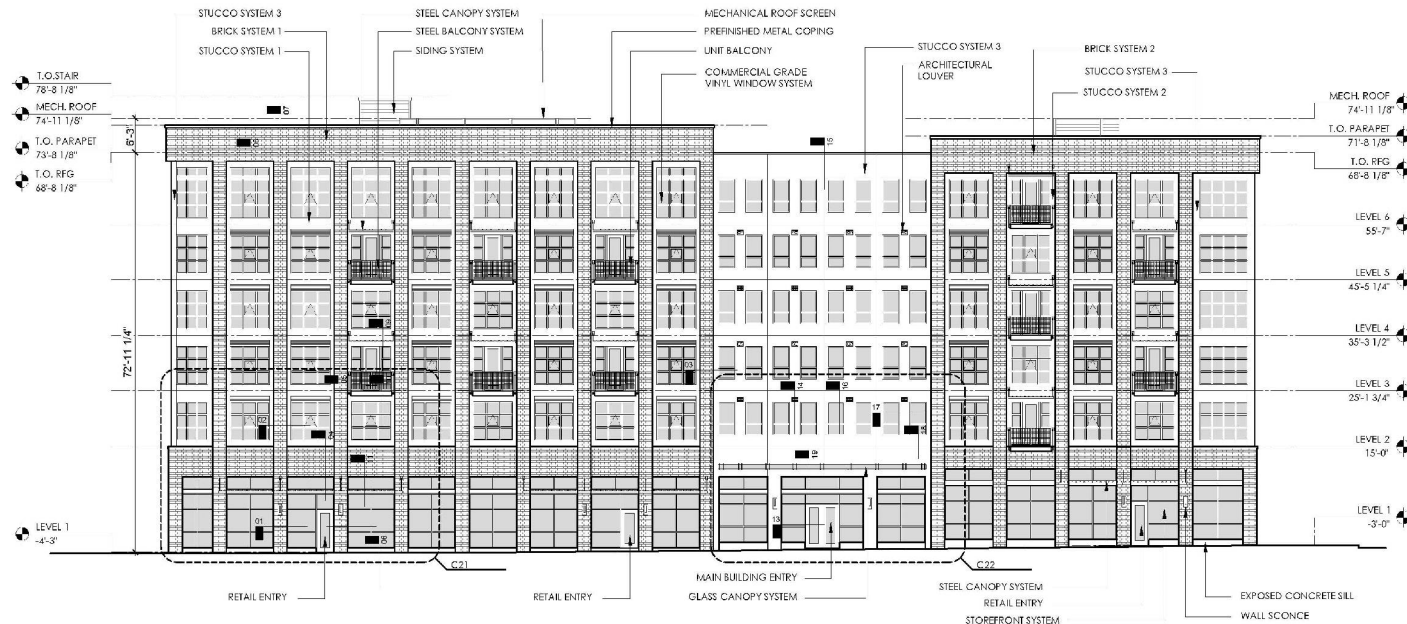 STUCCO SYSTEM 3
BRICK SYSTEM 1
STUCCO SYSTEM 1
STEEL CANOPY SYSTEM
STEEL BALCONY SYSTEM
SIDING SYSTEM
MECHANICAL ROOF SCREEN
PREFINISHED METAL COPING
UNIT BALCONY
COMMERCIAL GRADE
VINYL WINDOW SYSTEM
STUCCO SYSTEM 3
ARCHITECTURAL
LOUVER
BRICK SYSTEM 2
STUCCO SYSTEM 3
STUCCO SYSTEM 2
T.O.STAIR
78'-8 1/8"
MECH. ROOF
74'-11 1/8"
T.O. PARAPET
73'-8 1/8"
T.O. RFG
68'-8 1/8"
6'-3"
72'-11 1/4"
LEVEL 1
-4'-3"
MECH. ROOF
74'-11 1/8"
T.O. PARAPET
71'-8 1/8"
T.O. RFG
68'-8 1/8"
LEVEL 6
55'-7"
LEVEL 5
45'-5 1/4"
LEVEL 4
35'-3 1/2"
LEVEL 3
25'-1 3/4"
LEVEL 2
15'-0"
LEVEL 1
-3'-0"
07
15
03
14
16
02
17
11
19
01
13
C21
C22
RETAIL ENTRY
RETAIL ENTRY
MAIN BUILDING ENTRY
GLASS CANOPY SYSTEM
STEEL CANOPY SYSTEM
RETAIL ENTRY
STOREFRONT SYSTEM
EXPOSED CONCRETE SILL
WALL SCONCE